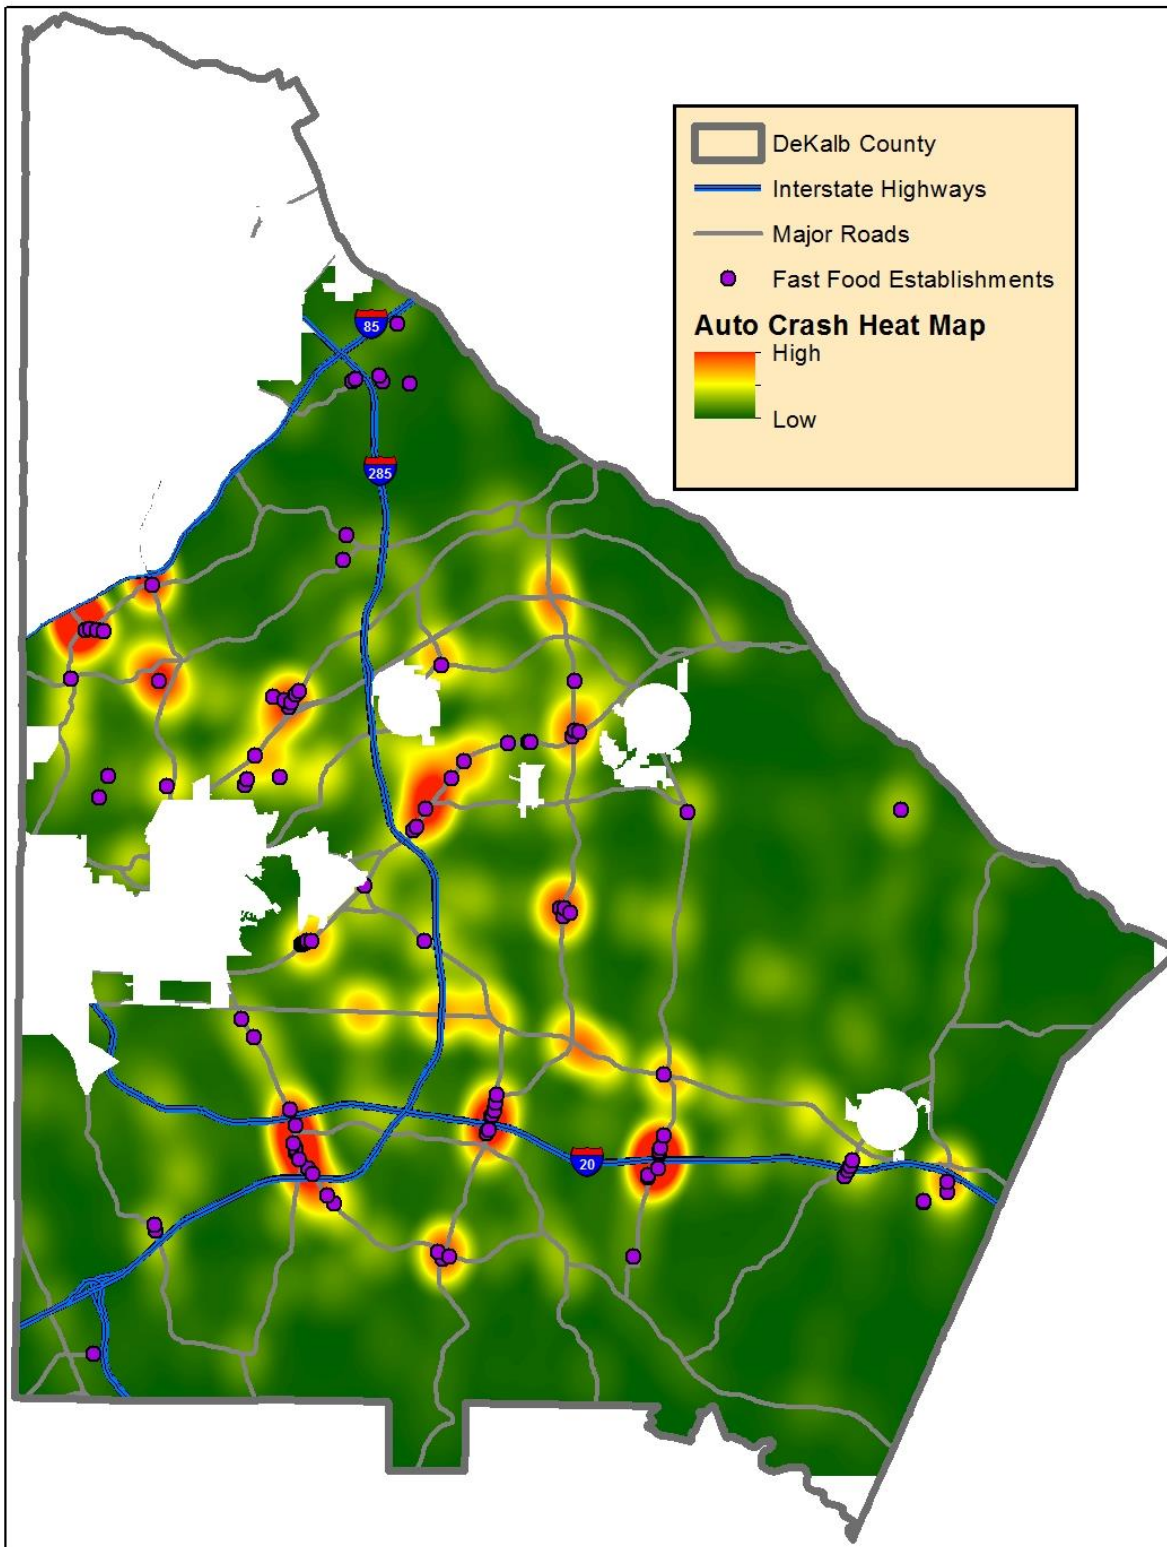 DeKalb County
Interstate Highways
Major Roads
Fast Food Establishments
Auto Crash Heat Map
High
Low
85
285
20